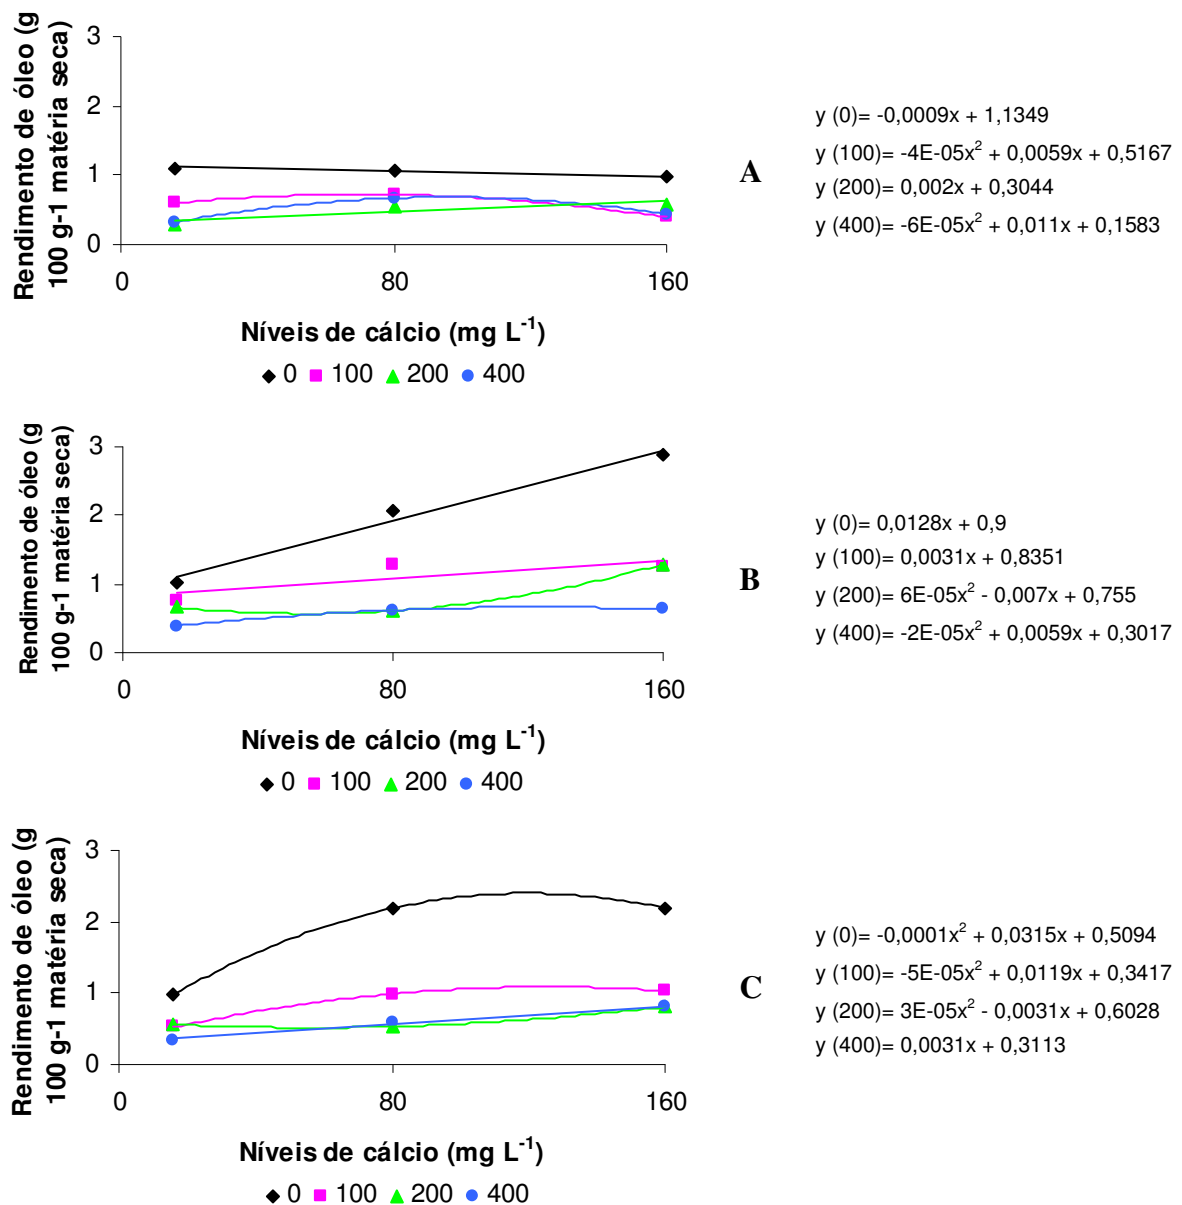 Rendimento de óleo (g
100 g-1 matéria seca)
3
2
1
0
0
80
160
Níveis de cálcio (mg L⁻¹)
0 100 200 400
A
y (0)= -0,0009x + 1,1349
y (100)= -4E-05x² + 0,0059x + 0,5167
y (200)= 0,002x + 0,3044
y (400)= -6E-05x² + 0,011x + 0,1583
Rendimento de óleo (g
100 g-1 matéria seca)
3
2
1
0
0
80
160
Níveis de cálcio (mg L⁻¹)
0 100 200 400
B
y (0)= 0,0128x + 0,9
y (100)= 0,0031x + 0,8351
y (200)= 6E-05x² - 0,007x + 0,755
y (400)= -2E-05x² + 0,0059x + 0,3017
Rendimento de óleo (g
100 g-1 matéria seca)
3
2
1
0
0
80
160
Níveis de cálcio (mg L⁻¹)
0 100 200 400
C
y (0)= -0,0001x² + 0,0315x + 0,5094
y (100)= -5E-05x² + 0,0119x + 0,3417
y (200)= 3E-05x² - 0,0031x + 0,6028
y (400)= 0,0031x + 0,3113